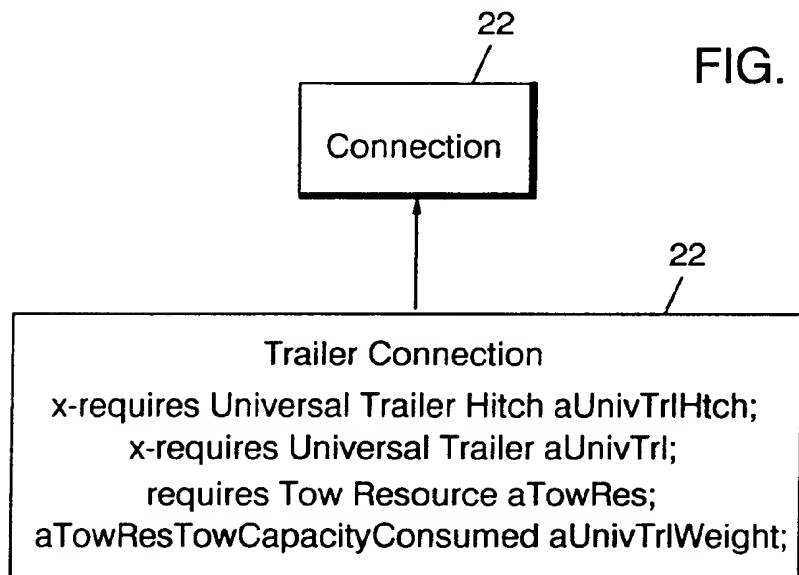 22
FIG.
Connection
22
Trailer Connection
x-requires Universal Trailer Hitch aUnivTrlHtch;
x-requires Universal Trailer aUnivTrl;
requires Tow Resource aTowRes;
aTowResTowCapacityConsumed aUnivTrlWeight;